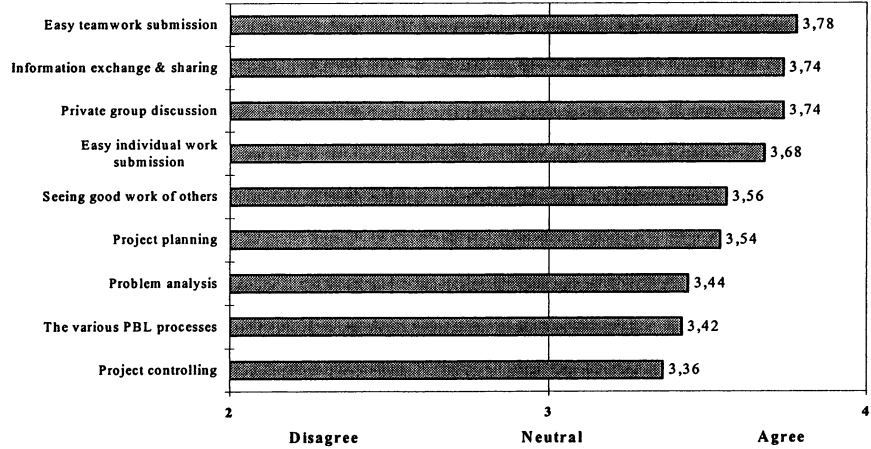 Easy teamwork submission 3,78
Information exchange & sharing 3,74
Private group discussion 3,74
Easy individual work
submission 3,68
Seeing good work of others 3,56
Project planning 3,54
Problem analysis 3,44
The various PBL processes 3,42
Project controlling 3,36
2 3 4
Disagree Neutral Agree